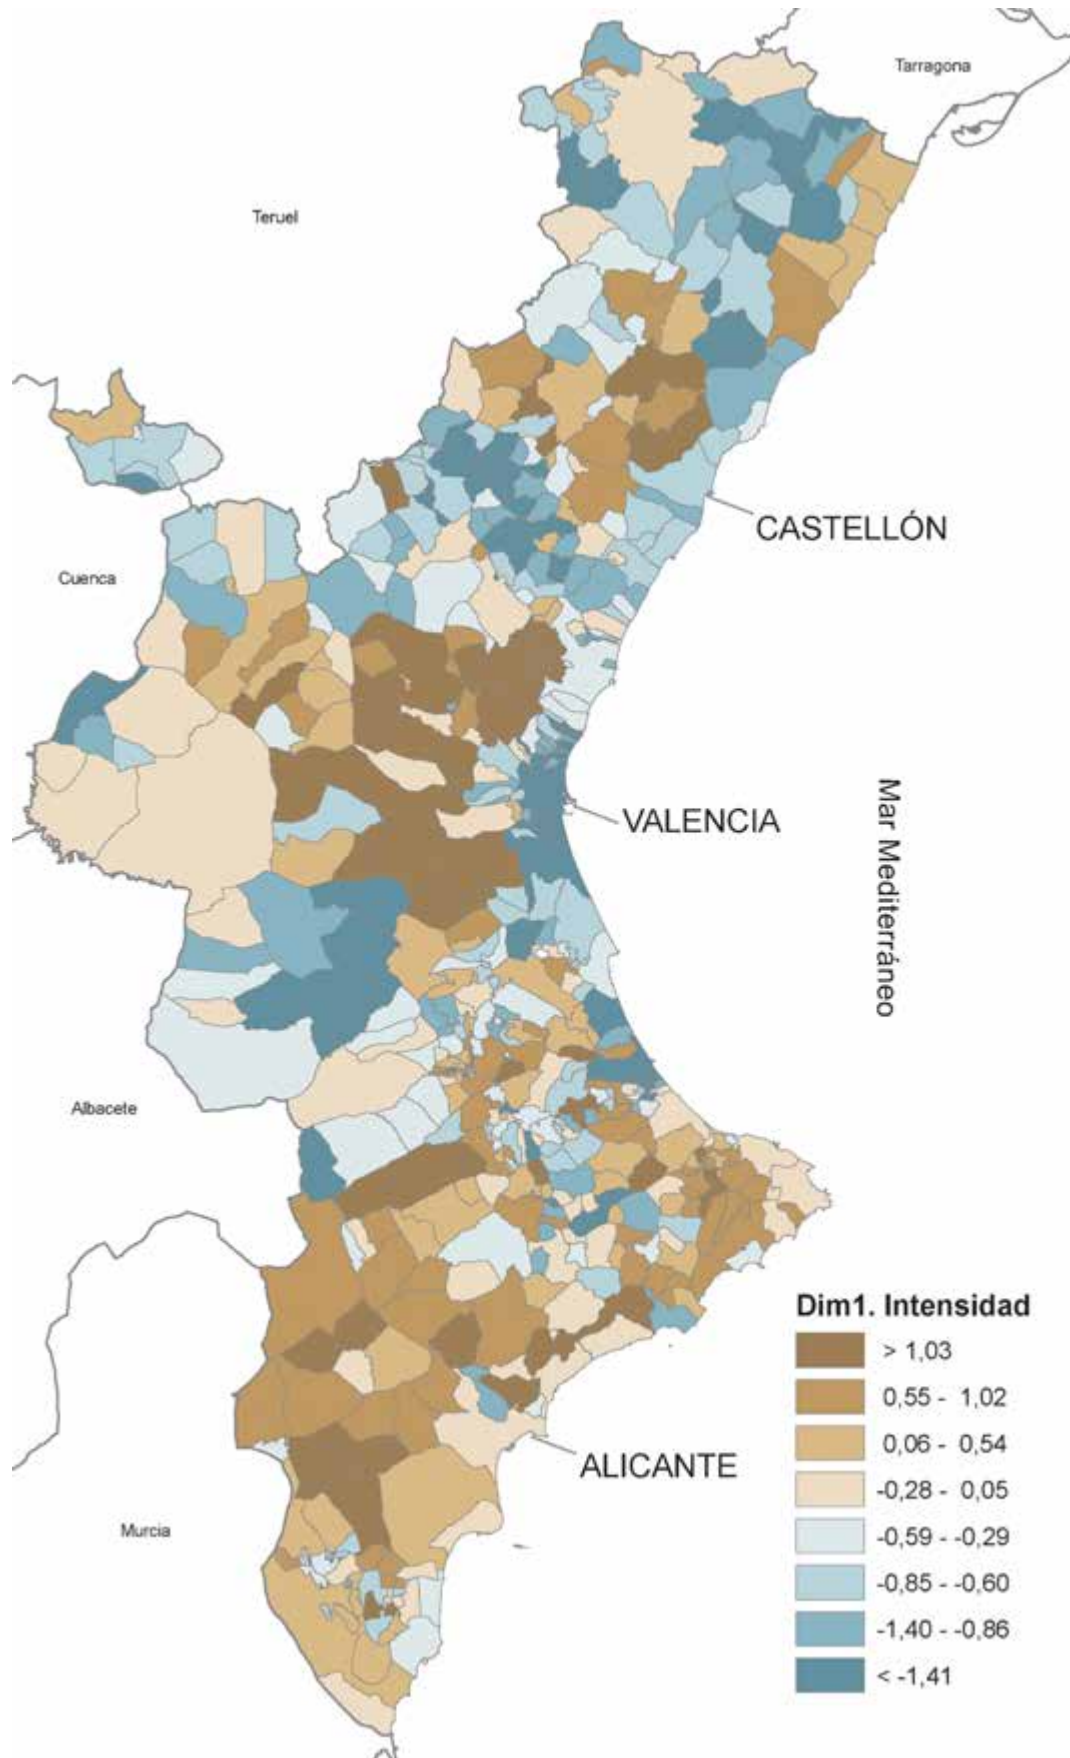 Tarragona
Teruel
CASTELLÓN
Cuenca
VALENCIA
Mar Mediterráneo
Albacete
Dim1. Intensidad
> 1,03
0,55 - 1,02
0,06 - 0,54
-0,28 - 0,05
-0,59 - -0,29
-0,85 - -0,60
-1,40 - -0,86
< -1,41
ALICANTE
Murcia